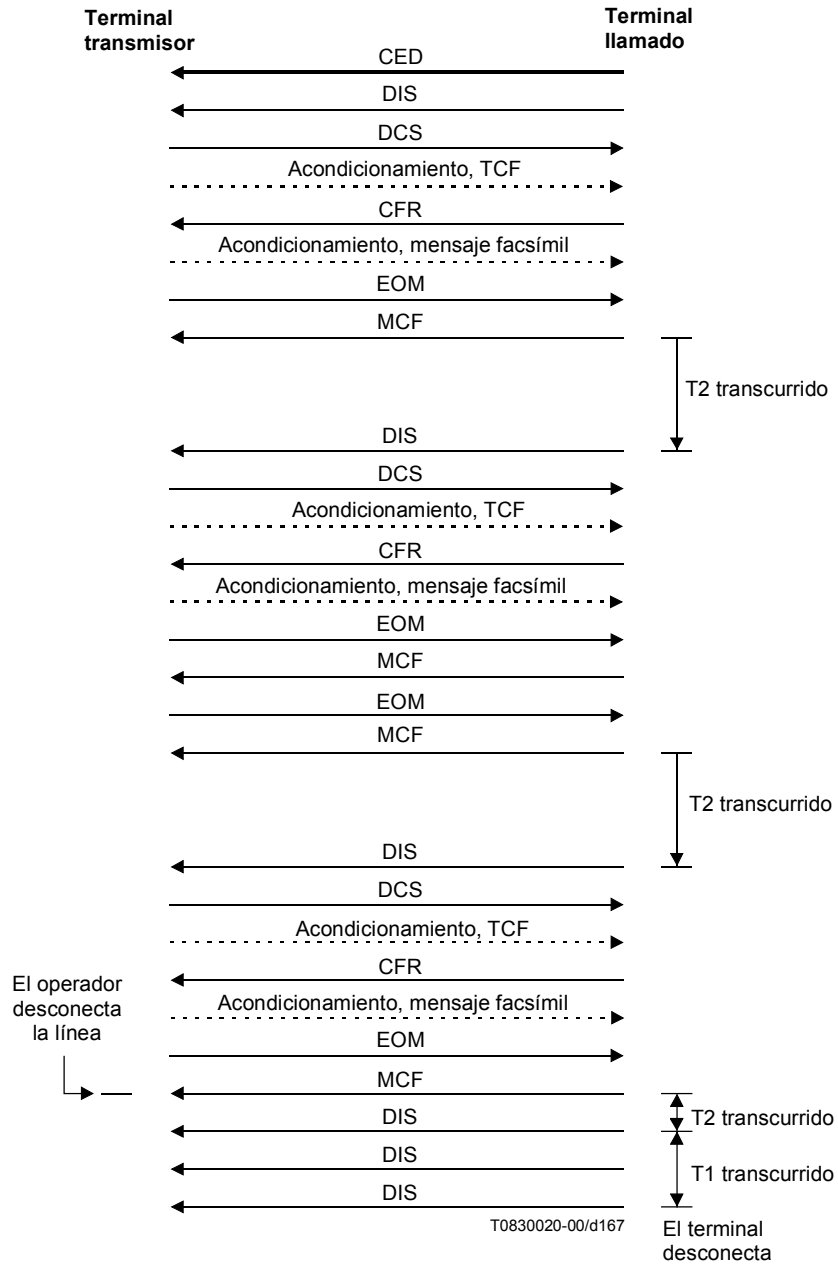 Terminal
transmisor
Terminal
llamado
CED
DIS
DCS
Acondicionamiento, TCF
CFR
Acondicionamiento, mensaje facsímil
EOM
MCF
T2 transcurrido
DIS
DCS
Acondicionamiento, TCF
CFR
Acondicionamiento, mensaje facsímil
EOM
MCF
EOM
MCF
T2 transcurrido
DIS
DCS
Acondicionamiento, TCF
CFR
El operador
desconecta
la línea
Acondicionamiento, mensaje facsímil
EOM
MCF
DIS
T2 transcurrido
DIS
T1 transcurrido
DIS
T0830020-00/d167
El terminal
desconecta